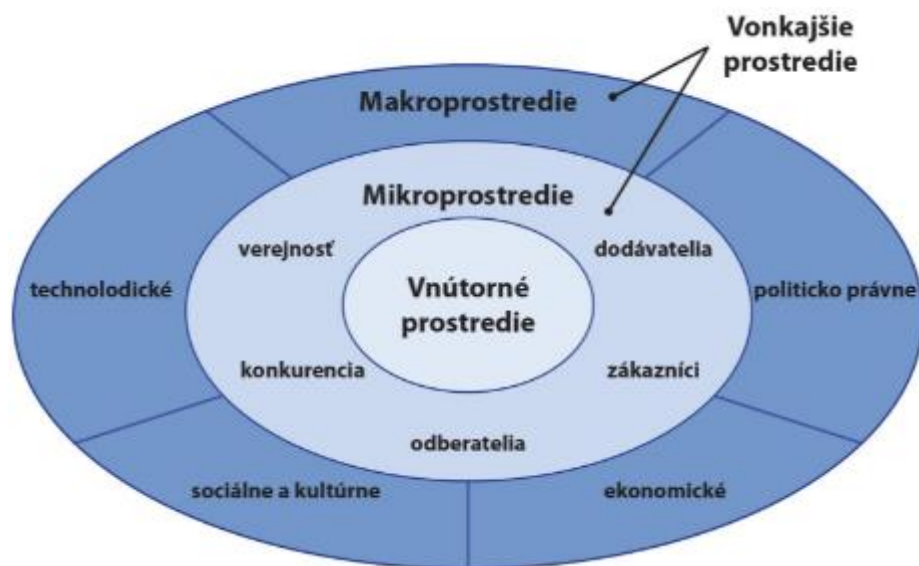 Vonkajšie
prostredie
Makroprostredie
Mikroprostredie
verejnosť
dodávatelia
technolodické
Vnútorné
prostredie
politicko právne
konkurencia
zákazníci
odberatelia
sociálne a kultúrne
ekonomické